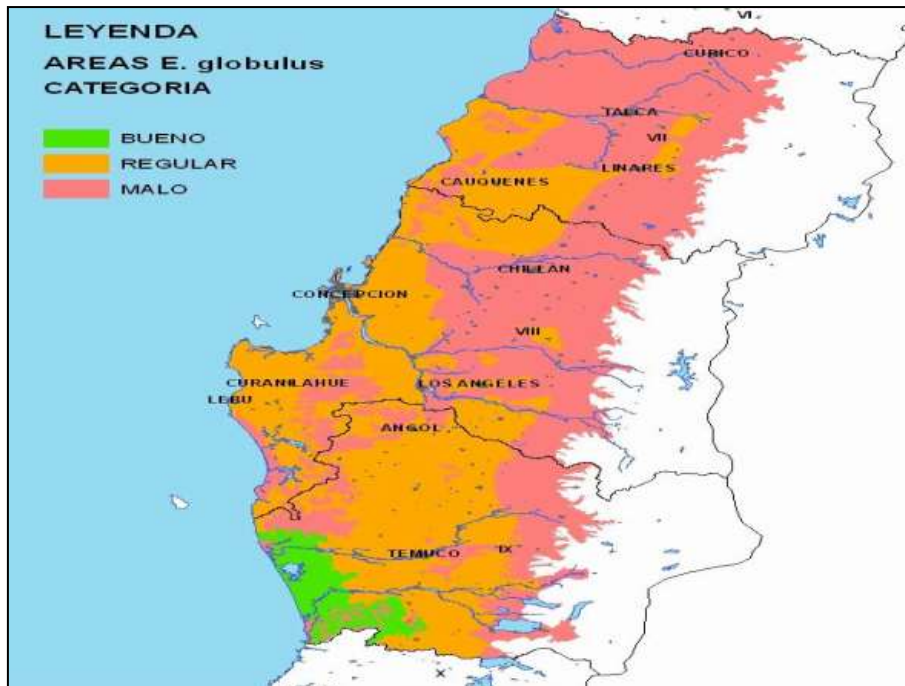 LEYENDA
AREAS E. globulus
CATEGORIA
BUENO
REGULAR
MALO
VI
CURICO
TALCA
VII
LINARES
CAUQUENES
CHILLAN
CONCEPCION
VIII
CURANILAHUE
LOS ANGELES
LEBU
ANGOL
TEMUCO
IX
X